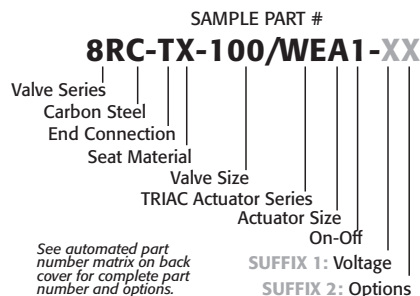 SAMPLE PART #
8RC-TX-100/WEA1-XX
Valve Series
Carbon Steel
End Connection
Seat Material
Valve Size
TRIAC Actuator Series
Actuator Size
On-Off
SUFFIX 1: Voltage
SUFFIX 2: Options
See automated part
number matrix on back
cover for complete part
number and options.